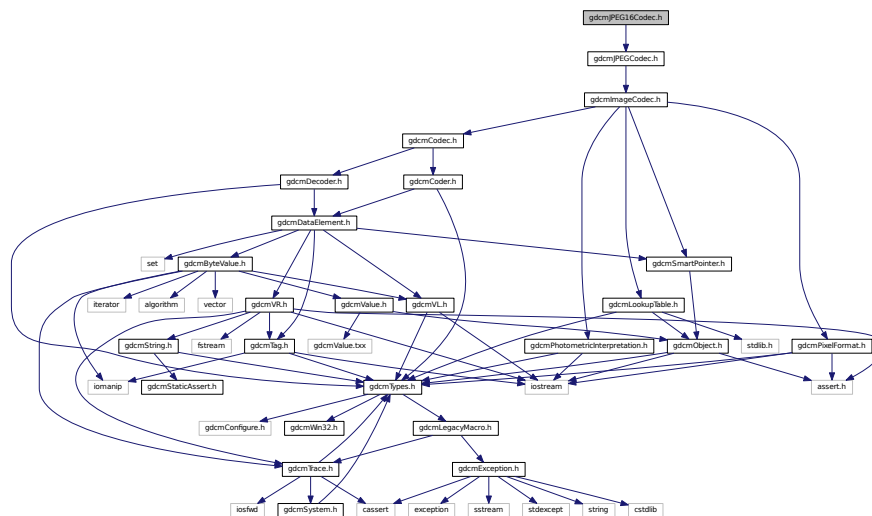 gdcmJPEG16Codec.h
gdcmJPEGCodec.h
gdcmImageCodec.h
gdcmCodec.h
gdcmDecoder.h
gdcmCoder.h
gdcmDataElement.h
set
gdcmByteValue.h
gdcmSmartPointer.h
iterator
algorithm
vector
gdcmVR.h
gdcmValue.h
gdcmVL.h
gdcmLookupTable.h
gdcmString.h
fstream
gdcmTag.h
gdcmValue.txx
gdcmPhotometricInterpretation.h
gdcmObject.h
stdlib.h
gdcmPixelFormat.h
iomanip
gdcmStaticAssert.h
gdcmTypes.h
iostream
assert.h
gdcmConfigure.h
gdcmWin32.h
gdcmLegacyMacro.h
gdcmTrace.h
gdcmException.h
iosfwd
gdcmSystem.h
cassert
exception
sstream
stdexcept
string
cstdlib